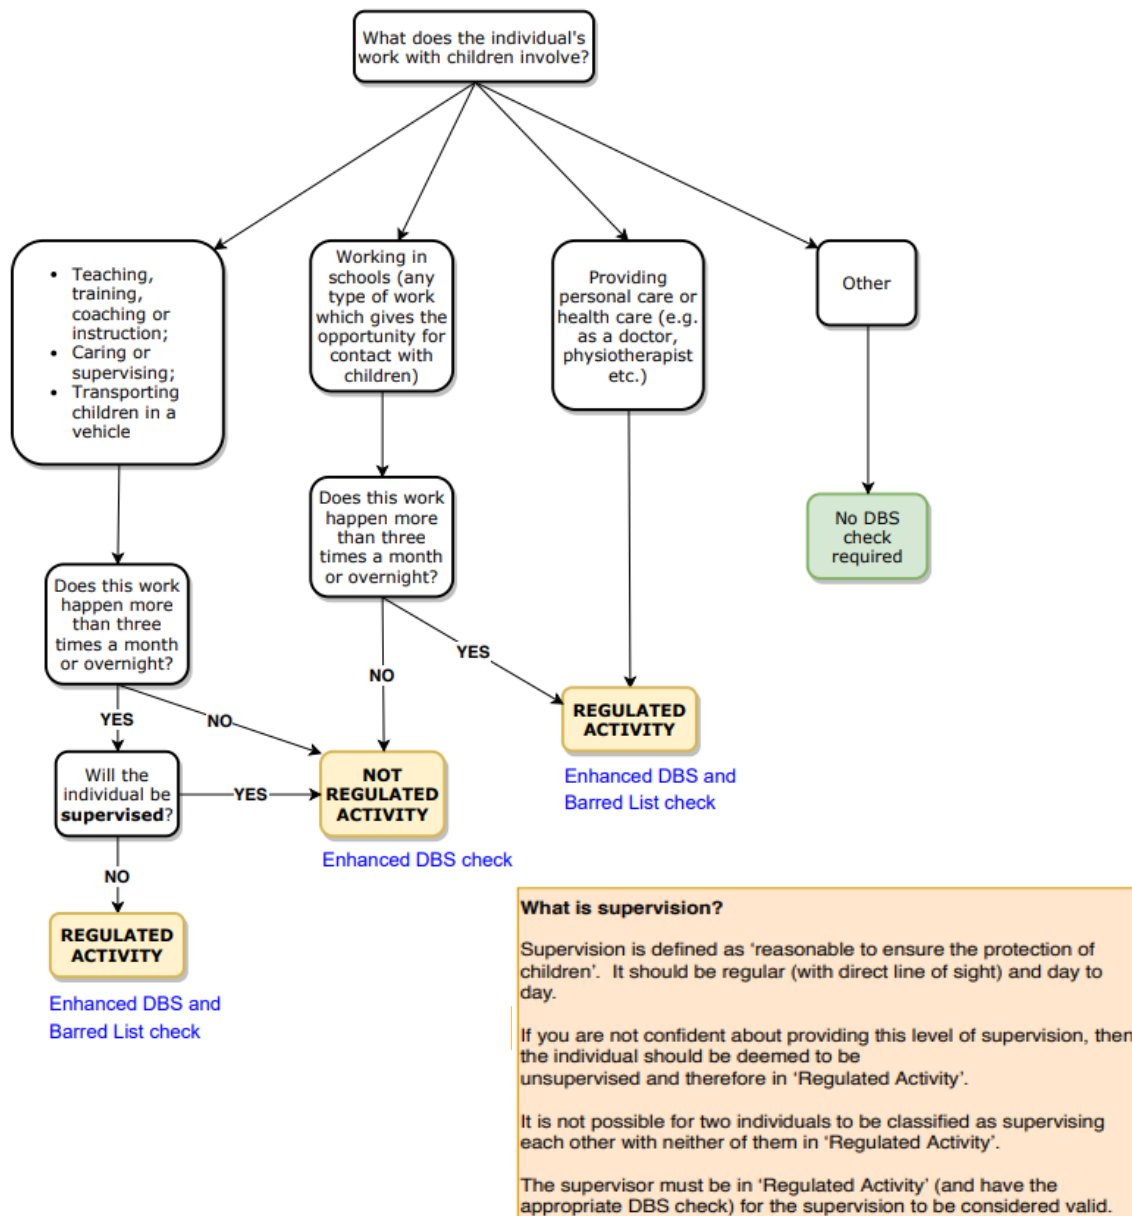 What does the individual's
work with children involve?
• Teaching,
training,
coaching or
instruction;
• Caring or
supervising;
• Transporting
children in a
vehicle
Working in
schools (any
type of work
which gives the
opportunity for
contact with
children)
Providing
personal care or
health care (e.g.
as a doctor,
physiotherapist
etc.)
Other
Does this work
happen more
than three
times a month
or overnight?
No DBS
check
required
Does this work
happen more
than three
times a month
or overnight?
YES
NO
YES
NO
REGULATED
ACTIVITY
Enhanced DBS and
Barred List check
Will the
individual be
supervised?
YES
NOT
REGULATED
ACTIVITY
Enhanced DBS check
NO
REGULATED
ACTIVITY
Enhanced DBS and
Barred List check
What is supervision?
Supervision is defined as ‘reasonable to ensure the protection of
children’. It should be regular (with direct line of sight) and day to
day.
If you are not confident about providing this level of supervision, then
the individual should be deemed to be
unsupervised and therefore in ‘Regulated Activity’.
It is not possible for two individuals to be classified as supervising
each other with neither of them in ‘Regulated Activity’.
The supervisor must be in ‘Regulated Activity’ (and have the
appropriate DBS check) for the supervision to be considered valid.